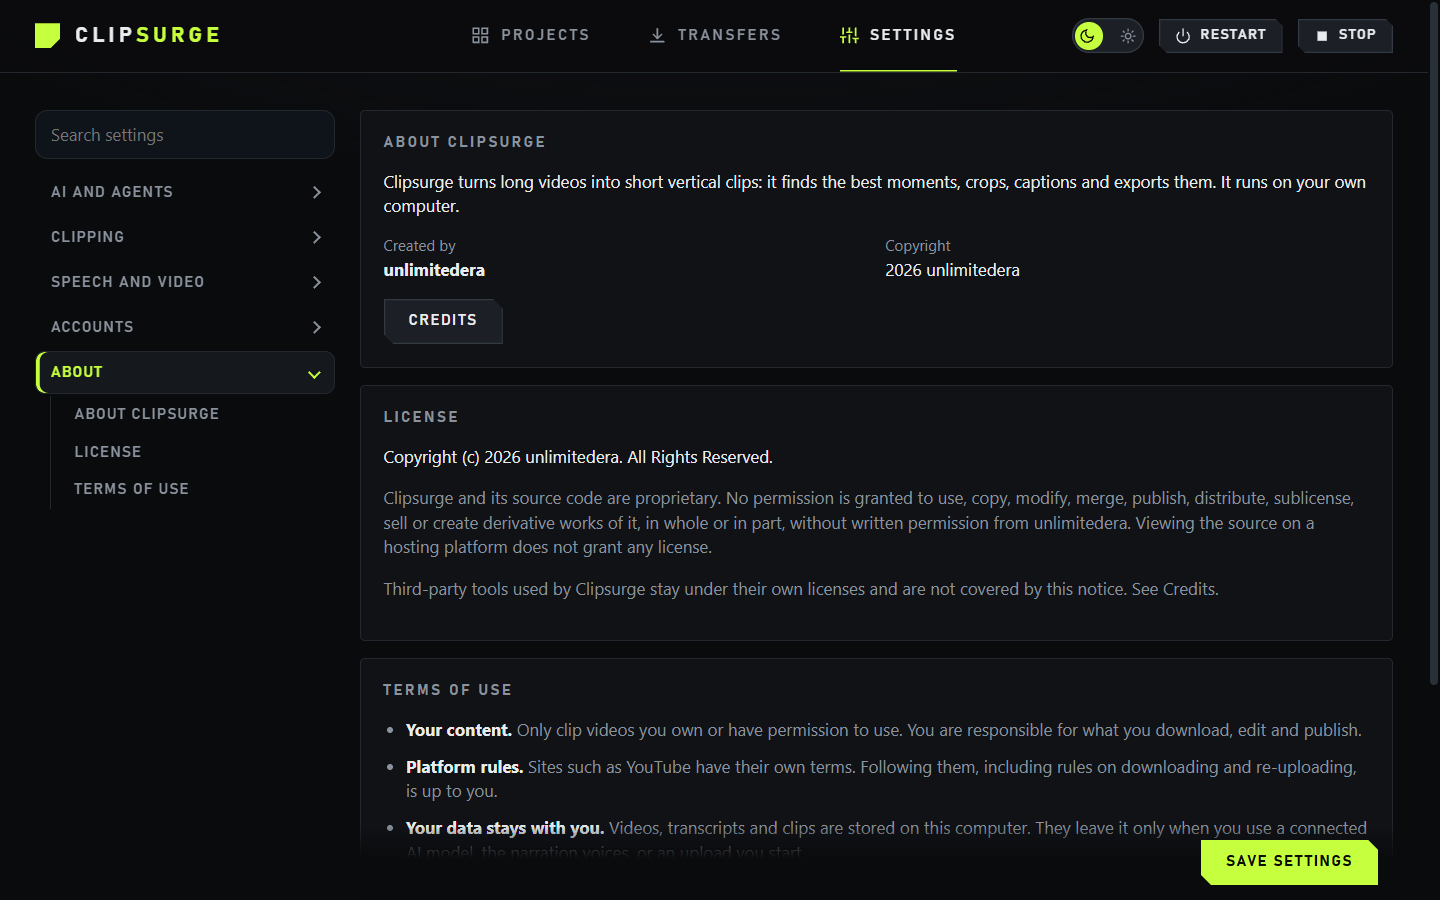 CLIPSURGE
PROJECTS
TRANSFERS
SETTINGS
RESTART
STOP
Search settings
AI AND AGENTS
CLIPPING
SPEECH AND VIDEO
ACCOUNTS
ABOUT
ABOUT CLIPSURGE
LICENSE
TERMS OF USE
ABOUT CLIPSURGE
Clipsurge turns long videos into short vertical clips: it finds the best moments, crops, captions and exports them. It runs on your own
computer.
Created by
unlimitedera
Copyright
2026 unlimitedera
CREDITS
LICENSE
Copyright (c) 2026 unlimitedera. All Rights Reserved.
Clipsurge and its source code are proprietary. No permission is granted to use, copy, modify, merge, publish, distribute, sublicense,
sell or create derivative works of it, in whole or in part, without written permission from unlimitedera. Viewing the source on a
hosting platform does not grant any license.
Third-party tools used by Clipsurge stay under their own licenses and are not covered by this notice. See Credits.
TERMS OF USE
• Your content. Only clip videos you own or have permission to use. You are responsible for what you download, edit and publish.
• Platform rules. Sites such as YouTube have their own terms. Following them, including rules on downloading and re-uploading,
is up to you.
• Your data stays with you. Videos, transcripts and clips are stored on this computer. They leave it only when you use a connected
AI model, the narration voices, or an upload you start.
SAVE SETTINGS